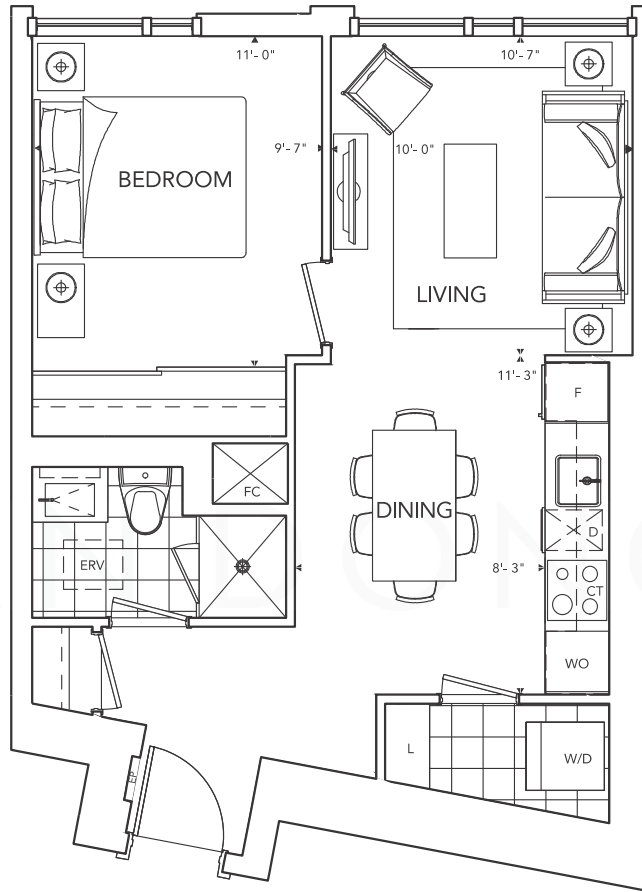 11'-0"
10'-7"
9'-7"
10'-0"
BEDROOM
LIVING
11'-3"
F
FC
DINING
D
ERV
8'-3"
CT
WO
L
W/D
EP